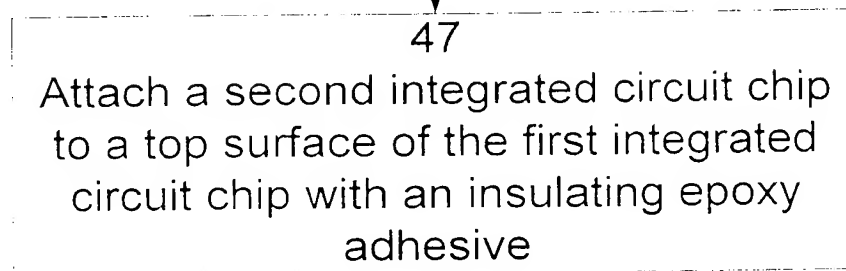 47
Attach a second integrated circuit chip
to a top surface of the first integrated
circuit chip with an insulating epoxy
adhesive